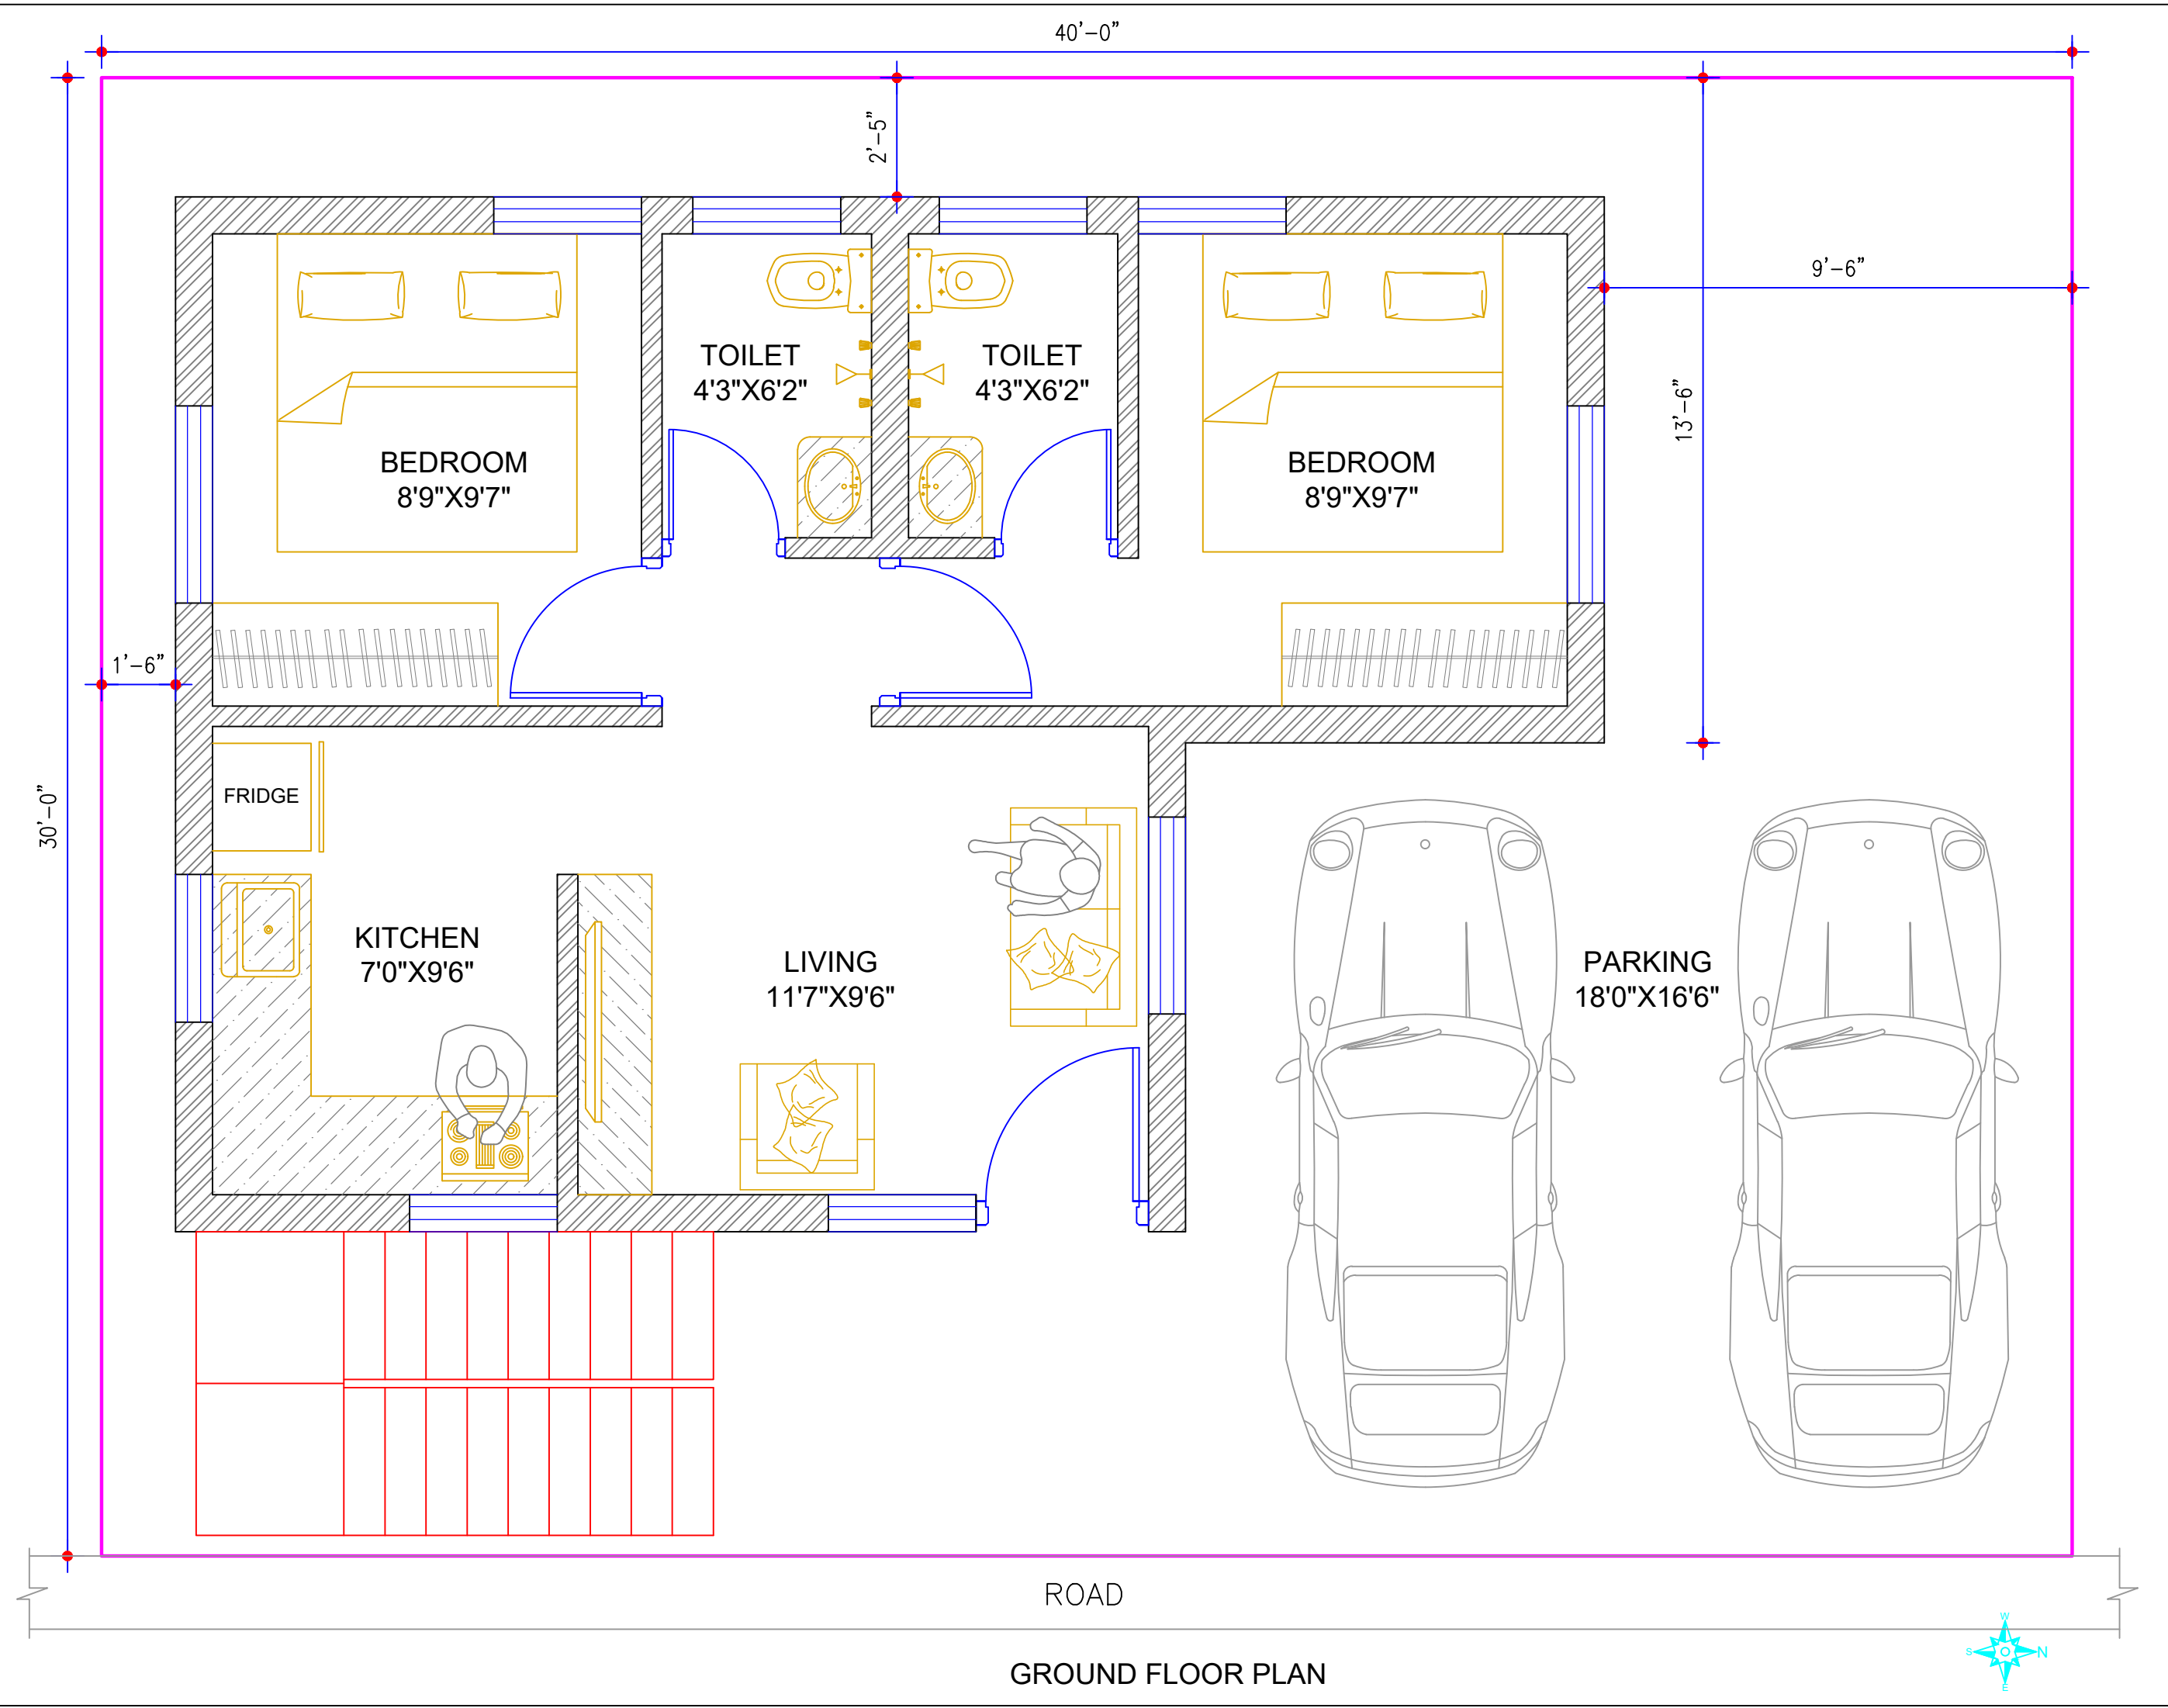 40'-0"
2'-5"
9'-6"
TOILET
4'3"X6'2"
TOILET
4'3"X6'2"
13'-6"
BEDROOM
8'9"X9'7"
BEDROOM
8'9"X9'7"
1'-6"
30'-0"
FRIDGE
KITCHEN
7'0"X9'6"
LIVING
11'7"X9'6"
PARKING
18'0"X16'6"
ROAD
W
S
N
E
GROUND FLOOR PLAN